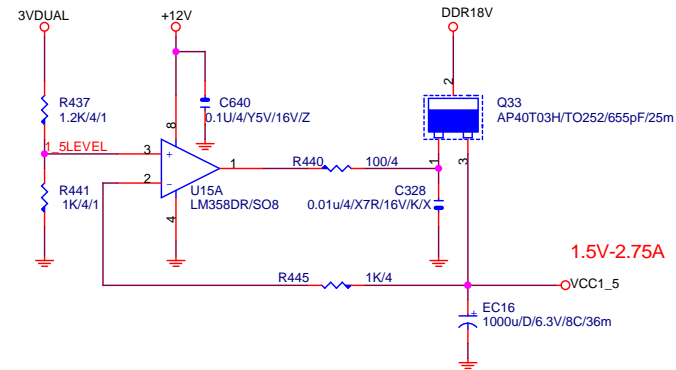 3VDUAL
+12V
DDR18V
R437
1.2K/4/1
C640
0.1U/4/Y5V/16V/Z
2
Q33
AP40T03H/TO252/655pF/25m
8
1_5LEVEL
3
+
1
R440
100/4
1
3
2
-
U15A
LM358DR/SO8
R441
1K/4/1
4
C328
0.01u/4/X7R/16V/K/X
1.5V-2.75A
R445
1K/4
VCC1_5
+
EC16
1000u/D/6.3V/8C/36m